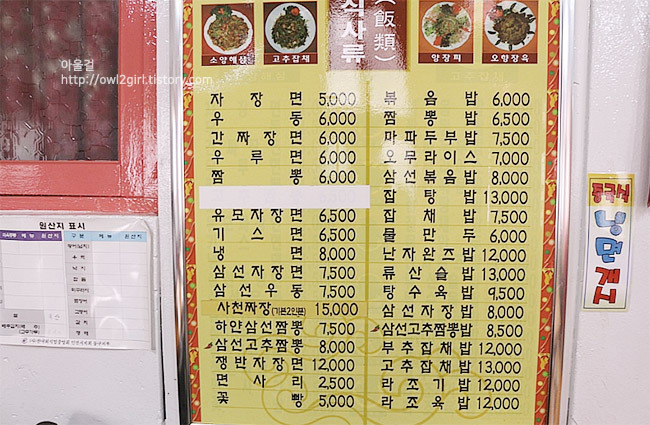 아울걸
http://owl2girl.tistory.com
식사류
(飯類)
소양해삼
고추잡채
양장피
오향장육
자장면 5,000
우동 6,000
간짜장면 6,000
우루면 6,000
짬뽕 6,500
유모자장면 6,500
기스면 6,500
냉면 8,000
삼선자장면 7,500
삼선우동 7,500
사천짜장(기본2인분) 15,000
하얀삼선짬뽕 7,500
삼선고추짬뽕 8,000
쟁반자장면 12,000
면사리 2,500
꽃빵 5,000
볶음밥 6,000
짬뽕밥 6,500
마파두부밥 7,500
오무라이스 7,000
삼선볶음밥 8,000
잡탕밥 13,000
잡채밥 7,500
물만두 6,000
난자완즈밥 12,000
류산슬밥 13,000
탕수육밥 9,500
삼선자장밥 8,000
삼선고추짬뽕밥 8,500
부추잡채밥 12,000
고추잡채밥 13,000
라조기밥 12,000
라조육밥 12,000
중국식
냉면
개시
원산지 표시